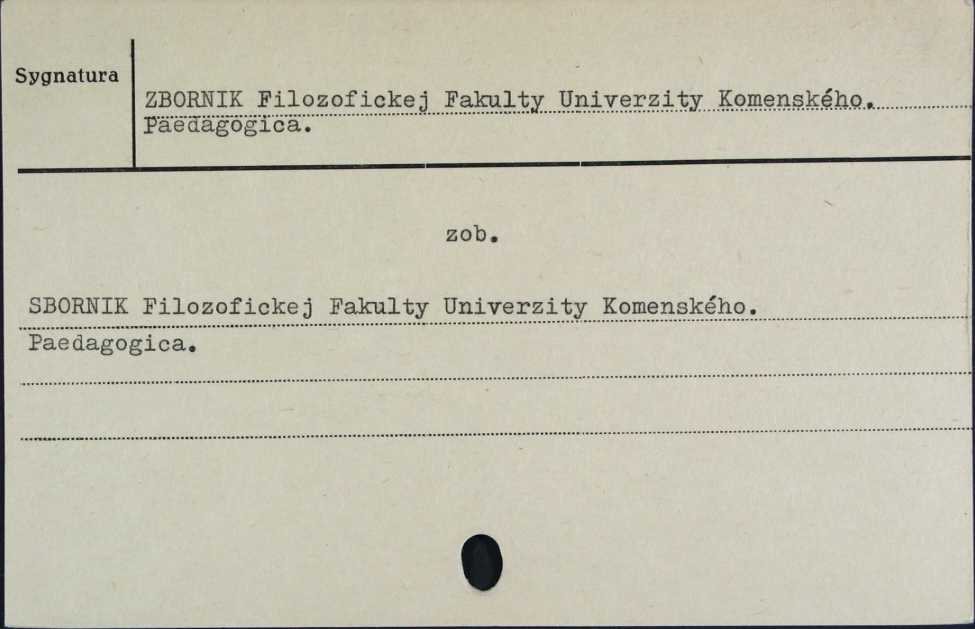 Sygnatura
ZBORNIK Filozofickej Fakulty Univerzity Komenského.
Paedagogica.
zob.
SBORNIK Filozofickej Fakulty Univerzity Komenského.
Paedagogica.